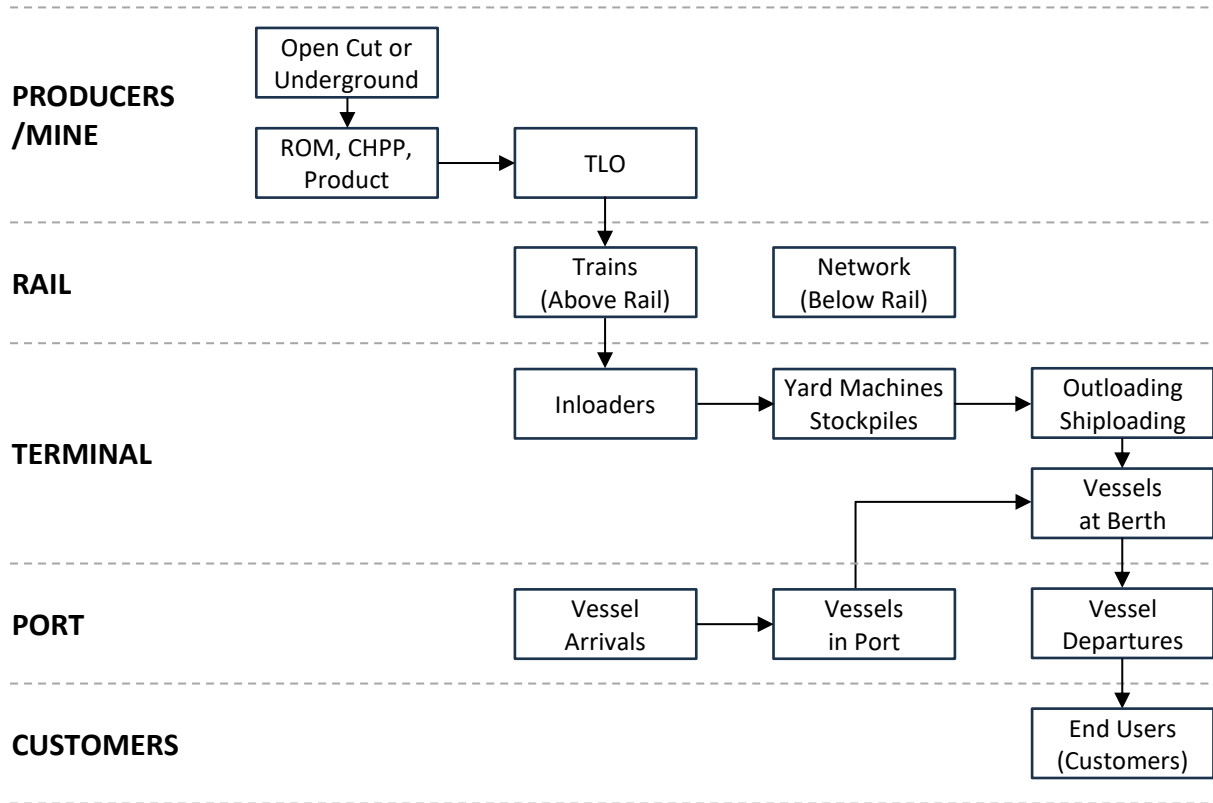 PRODUCERS
/MINE
Open Cut or
Underground
ROM, CHPP,
Product
TLO
RAIL
Trains
(Above Rail)
Network
(Below Rail)
TERMINAL
Inloaders
Yard Machines
Stockpiles
Outloading
Shiploading
Vessels
at Berth
PORT
Vessel
Arrivals
Vessels
in Port
Vessel
Departures
CUSTOMERS
End Users
(Customers)